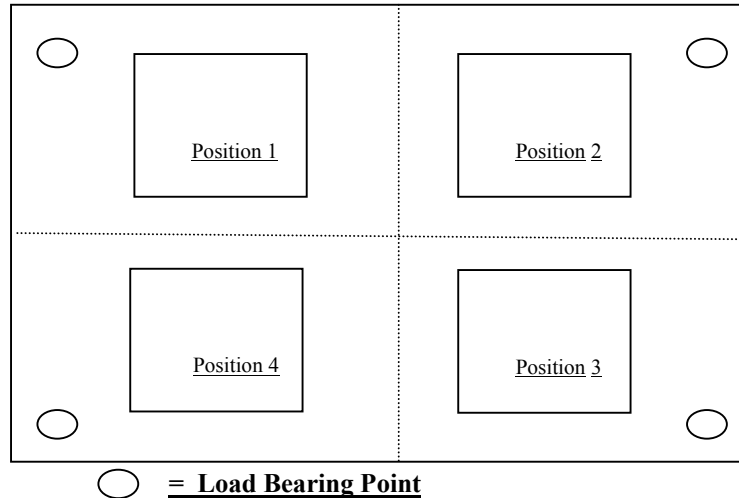 Position 1
Position 2
Position 4
Position 3
= Load Bearing Point